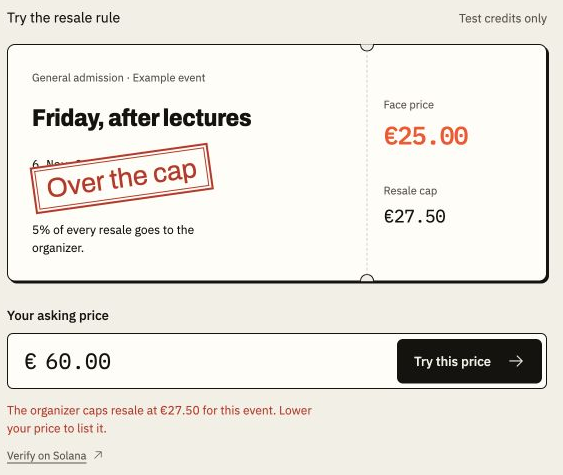 Try the resale rule
Test credits only
General admission · Example event
Friday, after lectures
Over the cap
5% of every resale goes to the
organizer.
Face price
€25.00
Resale cap
€27.50
Your asking price
€ 60.00
Try this price →
The organizer caps resale at €27.50 for this event. Lower
your price to list it.
Verify on Solana ↗